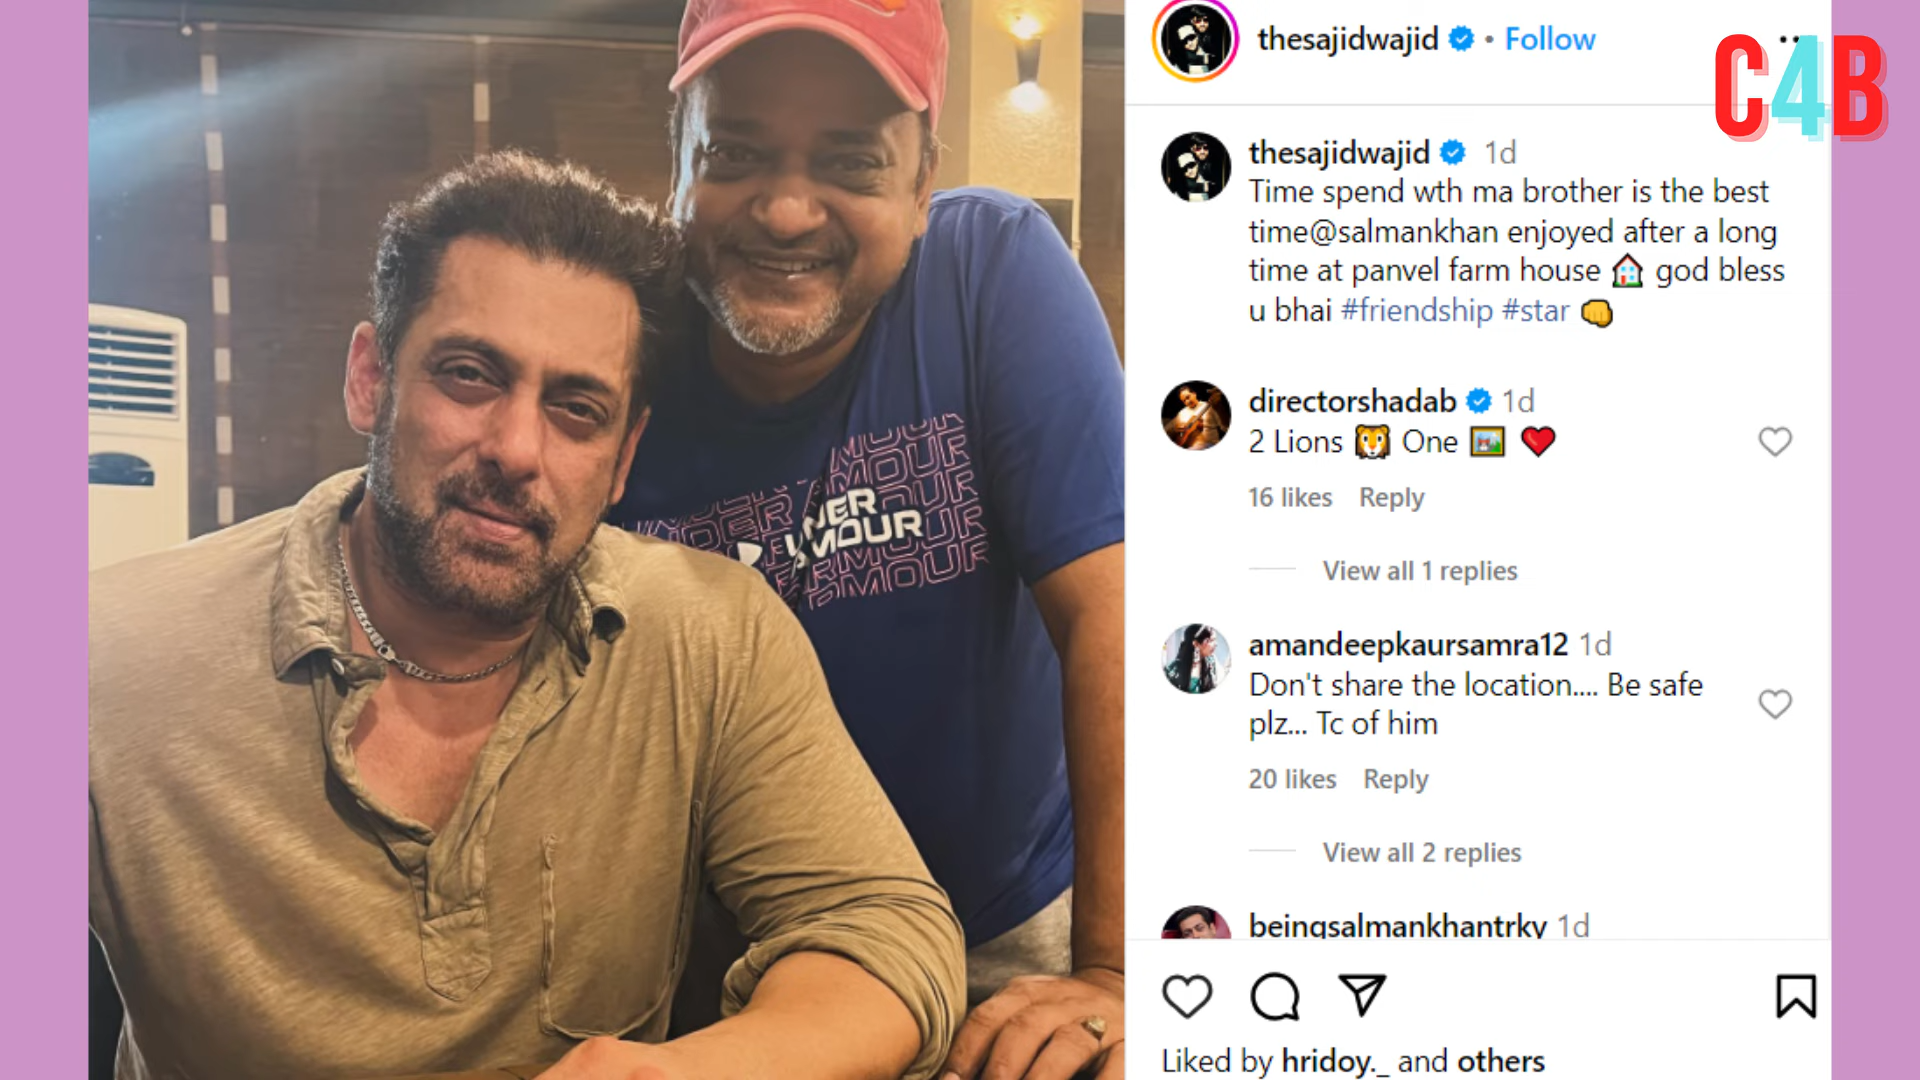 thesajidwajid • Follow
C4B
thesajidwajid 1d
Time spend wth ma brother is the best
time@salmankhan enjoyed after a long
time at panvel farm house 🏠 god bless
u bhai #friendship #star 👊
directorshadab 1d
2 Lions 🦁 One 🖼️ ❤️
16 likes Reply
View all 1 replies
amandeepkaursamra12 1d
Don't share the location.... Be safe
plz... Tc of him
20 likes Reply
View all 2 replies
beingsalmankhantrky 1d
Liked by hridoy._ and others
UNDER ARMOUR